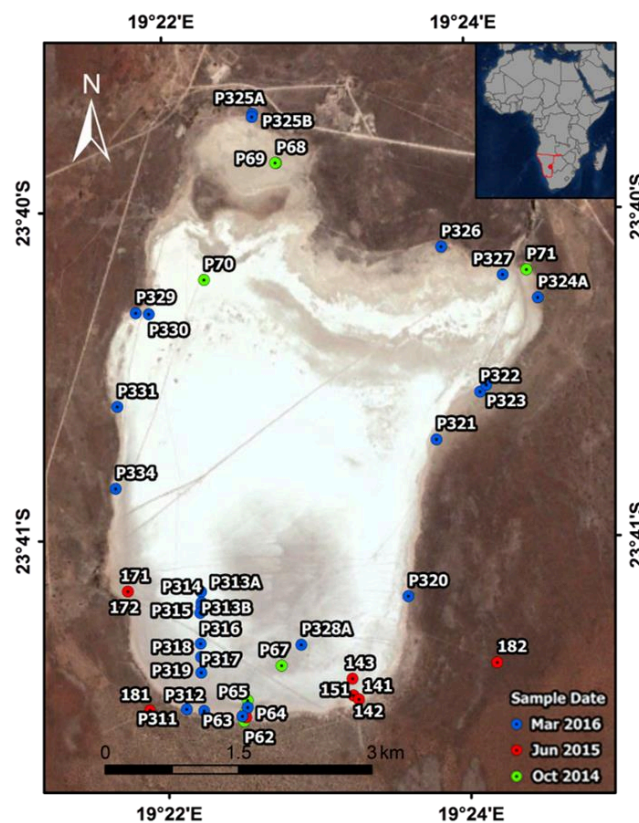 19°22'E 19°24'E
N
P325A
P325B
P68
P69
23°40'S 23°40'S
P326
P70
P327 P71
P324A
P329
P330
P322
P323
P331
P321
P334
23°41'S 23°41'S
171
172
P314 P313A
P315 P313B
P320
P316
P328A
P318
P317
P319
P67
143
182
181 P312
P65
151 141
P311 P63 P64 142
P62
Sample Date
Mar 2016
Jun 2015
Oct 2014
0 1.5 3 km
19°22'E 19°24'E